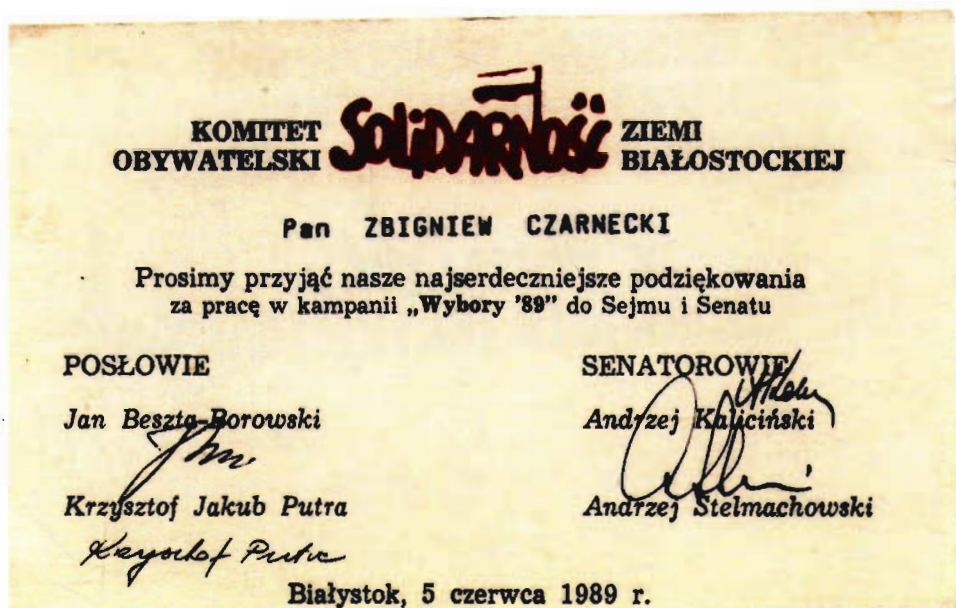 KOMITET SOLiDARNOŚĆ ZIEMI
OBYWATELSKI BIAŁOSTOCKIEJ
Pan ZBIGNIEW CZARNECKI
Prosimy przyjąć nasze najserdeczniejsze podziękowania
za pracę w kampanii „Wybory '89” do Sejmu i Senatu
POSŁOWIE SENATOROWIE
Jan Beszta-Borowski Andrzej Kaliciński
Krzysztof Jakub Putra Andrzej Stelmachowski
Krzysztof Putra
Białystok, 5 czerwca 1989 r.